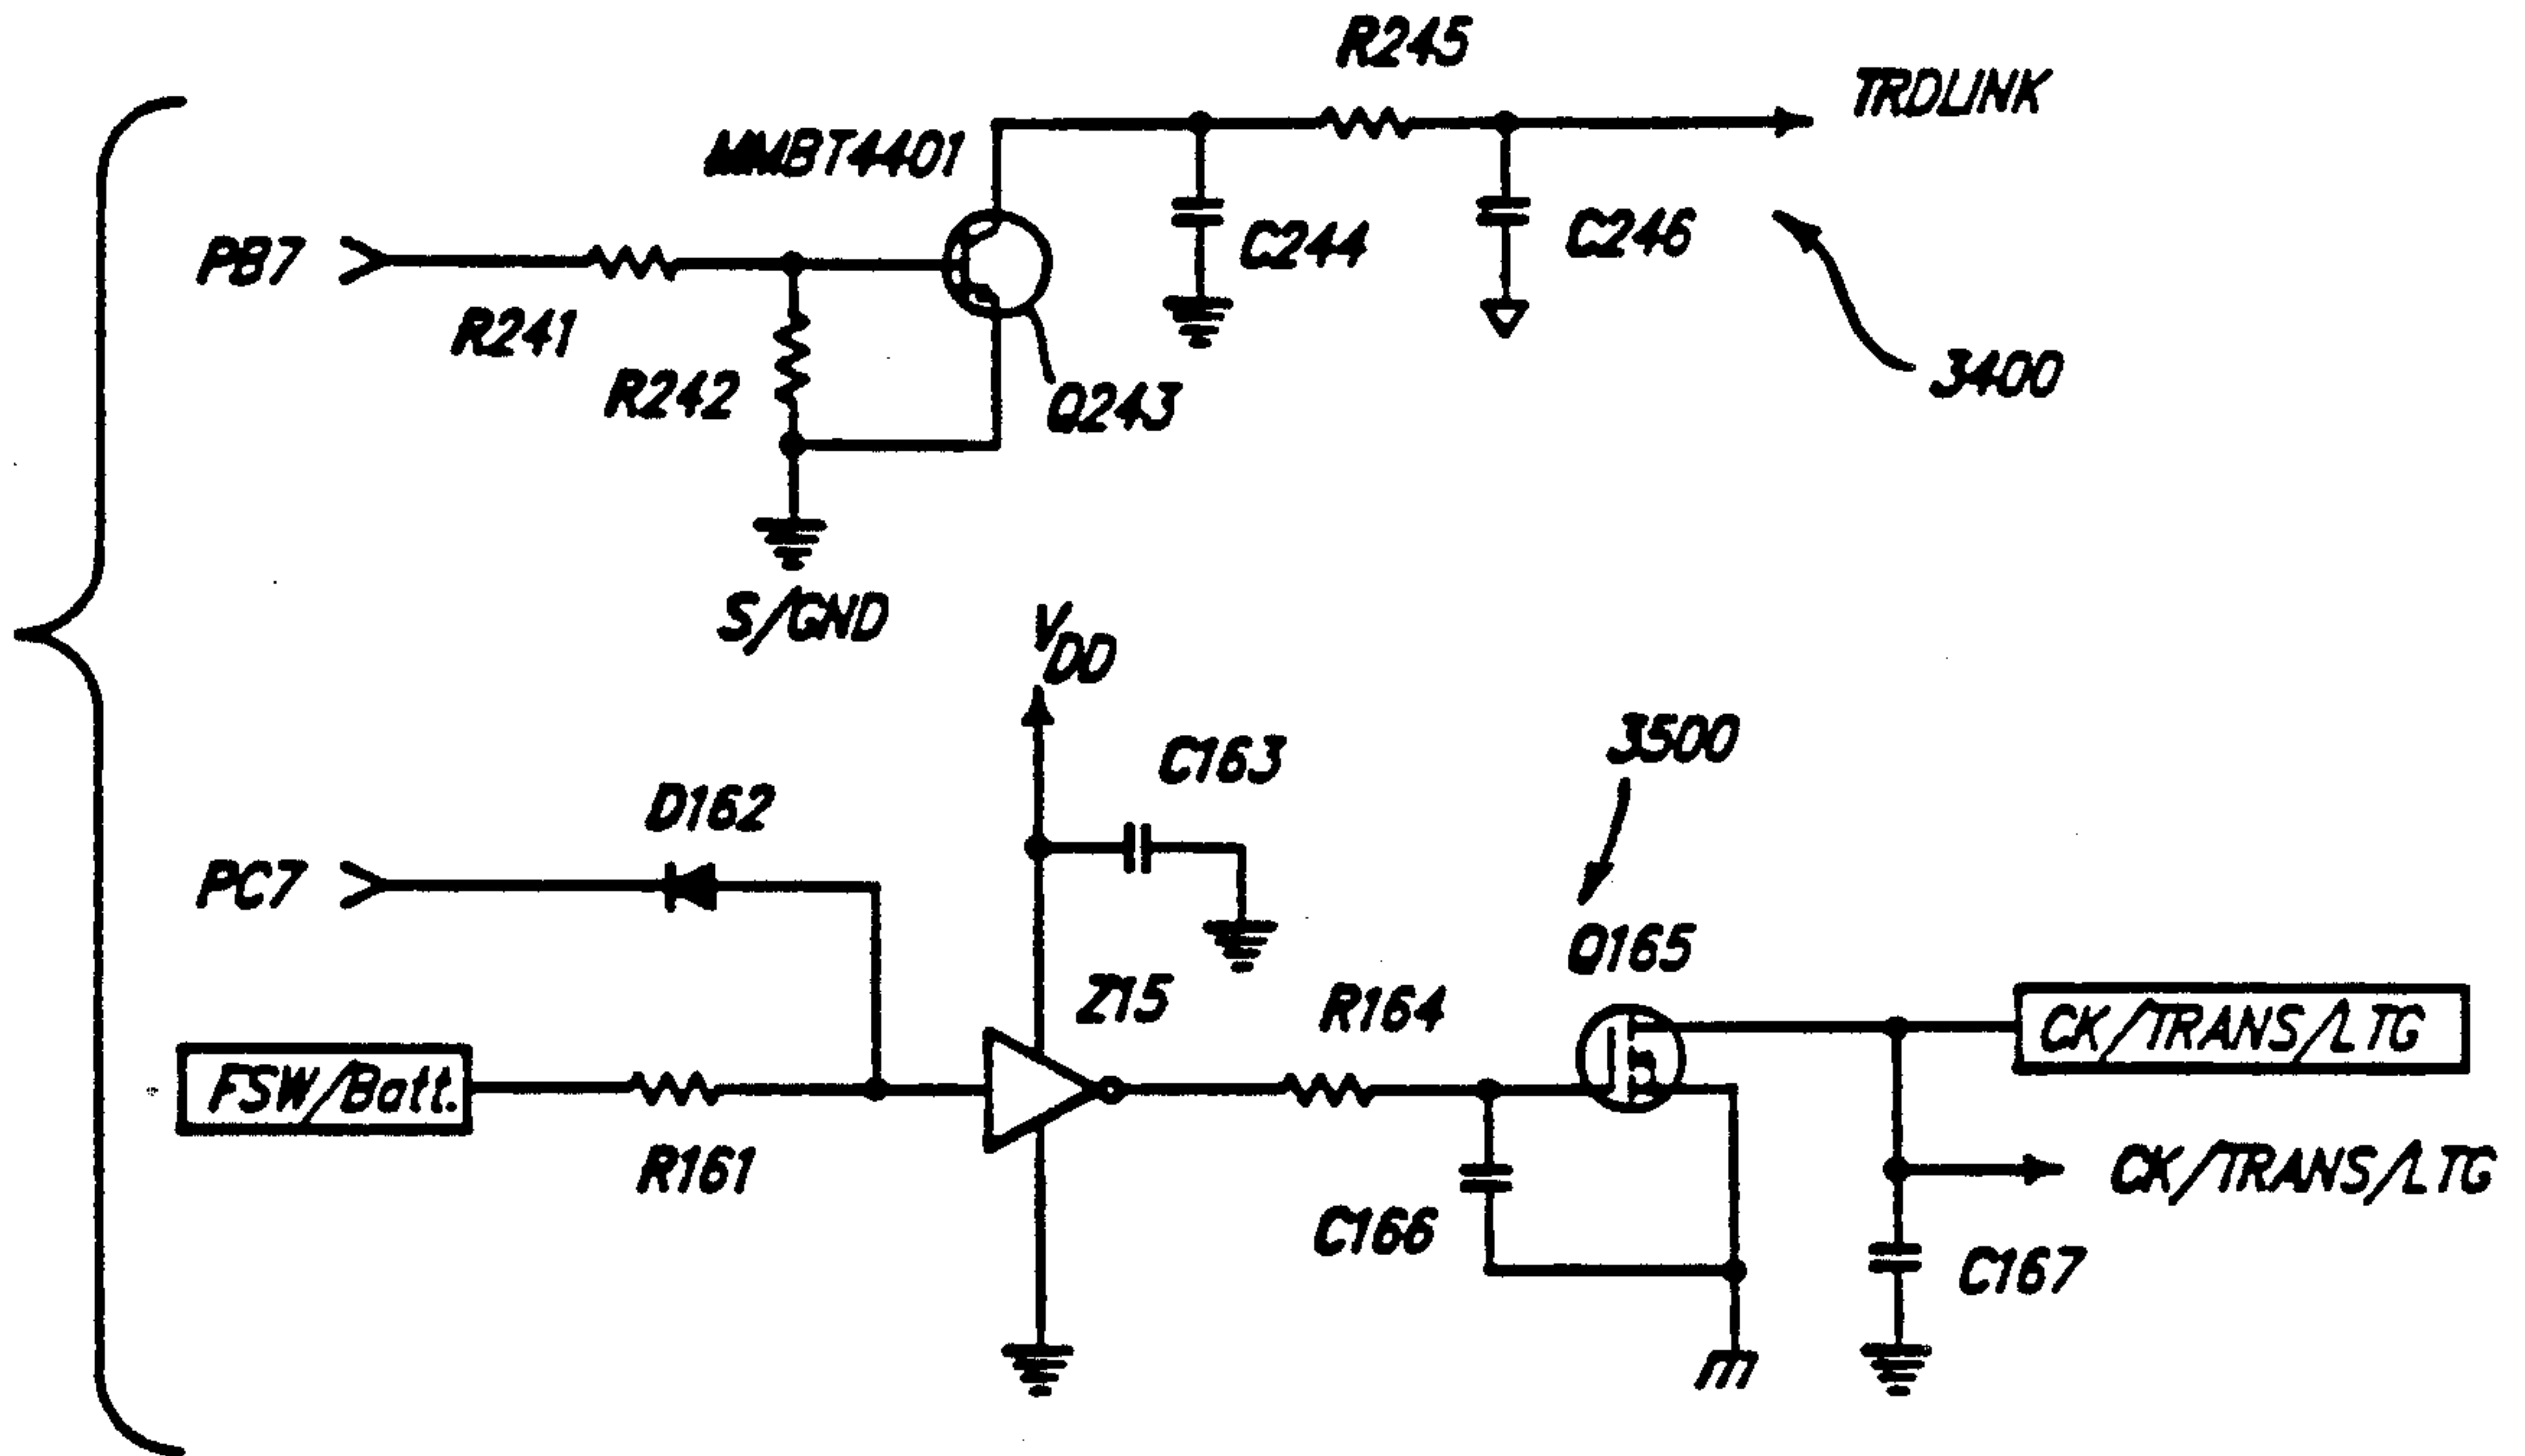 R245
TRDLINK
MMBT4401
PB7
C244
C246
R241
R242
Q243
3400
S/GND
VDD
C163
3500
D162
PC7
Q165
Z15
R164
CK/TRANS/LTG
FSW/Batt.
R161
C166
CK/TRANS/LTG
C167